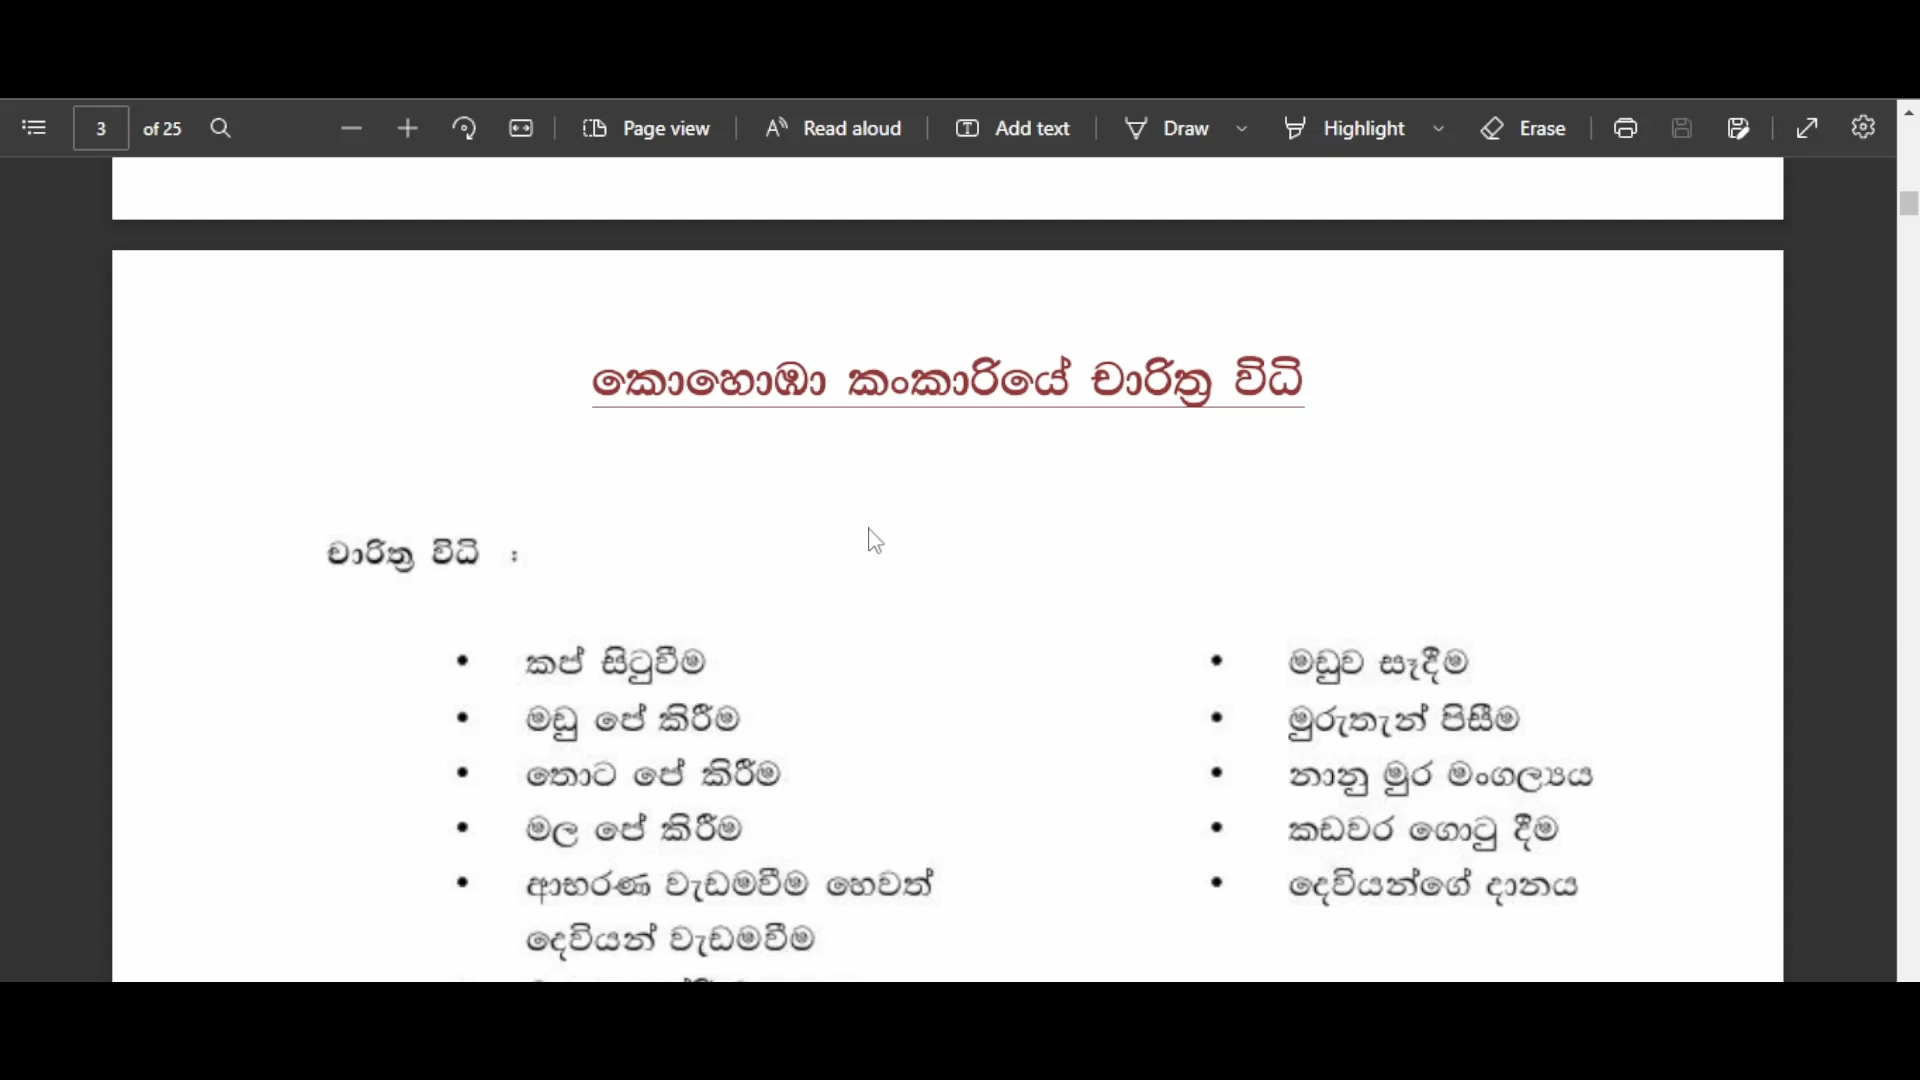 3 of 25 Page view Read aloud Add text Draw Highlight Erase
කොහොඹා කංකාරියේ චාරිත්‍ර විධි
චාරිත්‍ර විධි :
• කප් සිටුවීම
• මඩු පේ කිරීම
• තොට පේ කිරීම
• මල පේ කිරීම
• ආභරණ වැඩමවීම හෙවත්
දෙවියන් වැඩමවීම
• මඩුව සෑදීම
• මුරුතැන් පිසීම
• නානු මුර මංගල්‍යය
• කඩවර ගොටු දීම
• දෙවියන්ගේ දානය